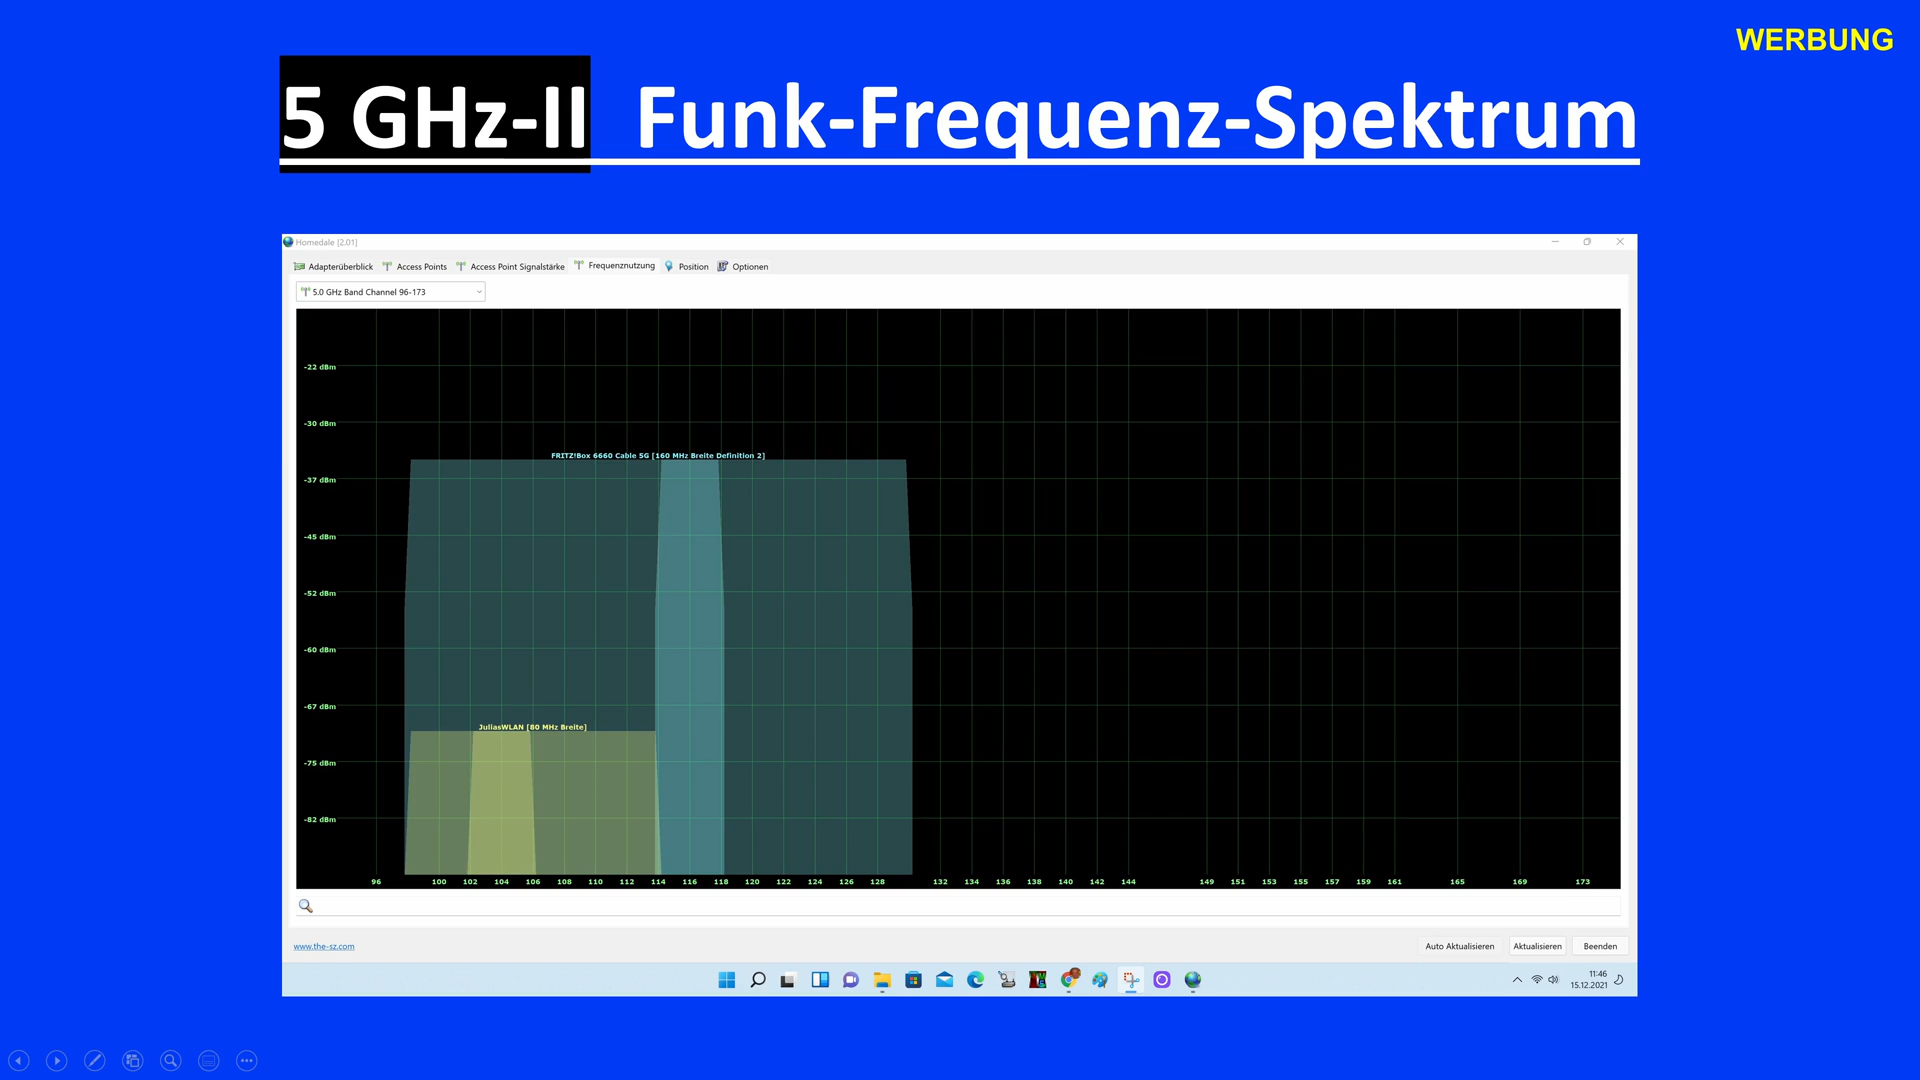 WERBUNG
5 GHz-II Funk-Frequenz-Spektrum
Homedale [2.01]
Adapterüberblick Access Points Access Point Signalstärke Frequenznutzung Position Optionen
5.0 GHz Band Channel 96-173
-22 dBm
-30 dBm
FRITZ!Box 6660 Cable 5G [160 MHz Breite Definition 2]
-37 dBm
-45 dBm
-52 dBm
-60 dBm
-67 dBm
JuliasWLAN [80 MHz Breite]
-75 dBm
-82 dBm
96 100 102 104 106 108 110 112 114 116 118 120 122 124 126 128 132 134 136 138 140 142 144 149 151 153 155 157 159 161 165 169 173
www.the-sz.com
Auto Aktualisieren Aktualisieren Beenden
11:46
15.12.2021